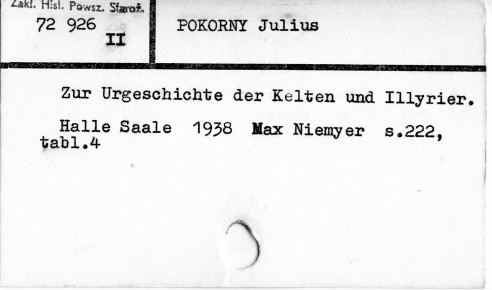 Zakł. Hist. Powsz. Staroż.
72 926
II
POKORNY Julius
Zur Urgeschichte der Kelten und Illyrier.
Halle Saale 1938 Max Niemyer s.222,
tabl.4